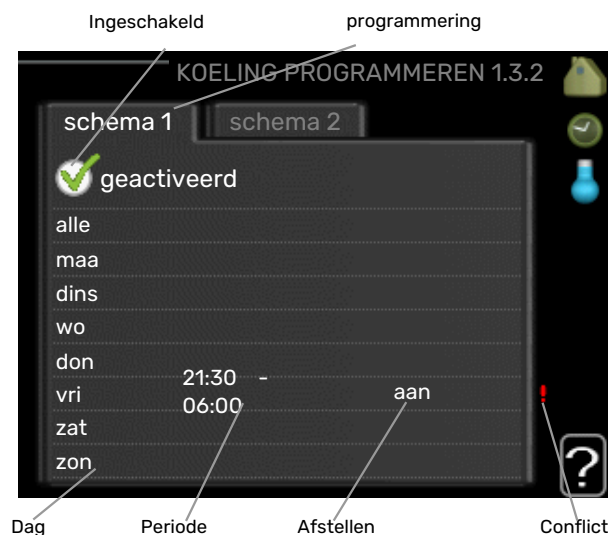 Ingeschakeld programmering
KOELING PROGRAMMEREN 1.3.2
schema 1 schema 2
geactiveerd
alle
maa
dins
wo
don
vri 21:30 - 06:00 aan !
zat
zon
?
Dag Periode Afstellen Conflict